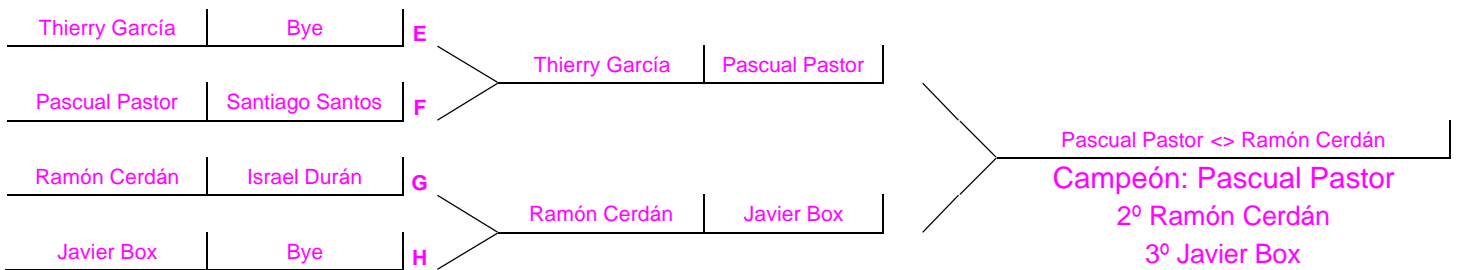 Thierry García Bye E
Thierry García Pascual Pastor
Pascual Pastor Santiago Santos F
Pascual Pastor <> Ramón Cerdán
Ramón Cerdán Israel Durán G
Campeón: Pascual Pastor
Ramón Cerdán Javier Box
2º Ramón Cerdán
Javier Box Bye H
3º Javier Box